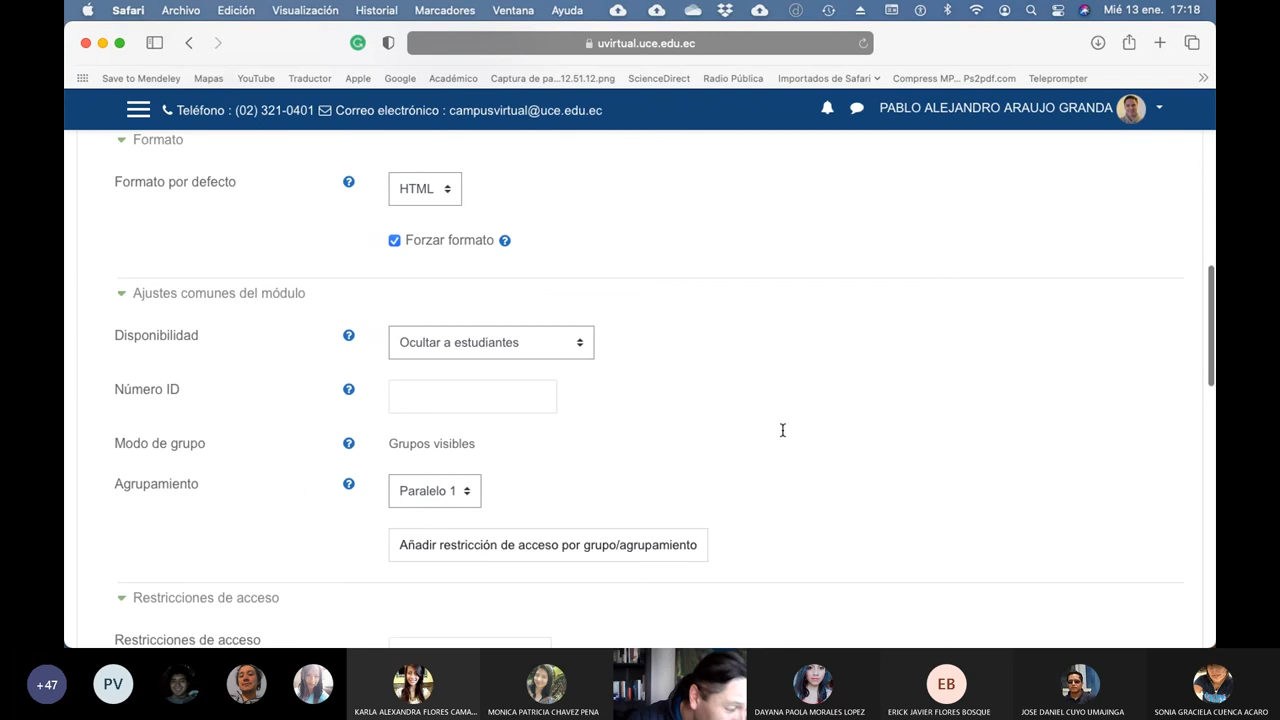 Safari Archivo Edición Visualización Historial Marcadores Ventana Ayuda Mié 13 ene. 17:18
uvirtual.uce.edu.ec
Save to Mendeley Mapas YouTube Traductor Apple Google Académico Captura de pa...12.51.12.png ScienceDirect Radio Pública Importados de Safari Compress MP... Ps2pdf.com Teleprompter
Teléfono : (02) 321-0401 Correo electrónico : campusvirtual@uce.edu.ec PABLO ALEJANDRO ARAUJO GRANDA
Formato
Formato por defecto HTML
Forzar formato
Ajustes comunes del módulo
Disponibilidad Ocultar a estudiantes
Número ID
Modo de grupo Grupos visibles
Agrupamiento Paralelo 1
Añadir restricción de acceso por grupo/agrupamiento
Restricciones de acceso
Restricciones de acceso
+47 PV EB
KARLA ALEXANDRA FLORES CAMA... MONICA PATRICIA CHAVEZ PENA DAYANA PAOLA MORALES LOPEZ ERICK JAVIER FLORES BOSQUE JOSE DANIEL CUYO UMAJINGA SONIA GRACIELA CUENCA ACARO